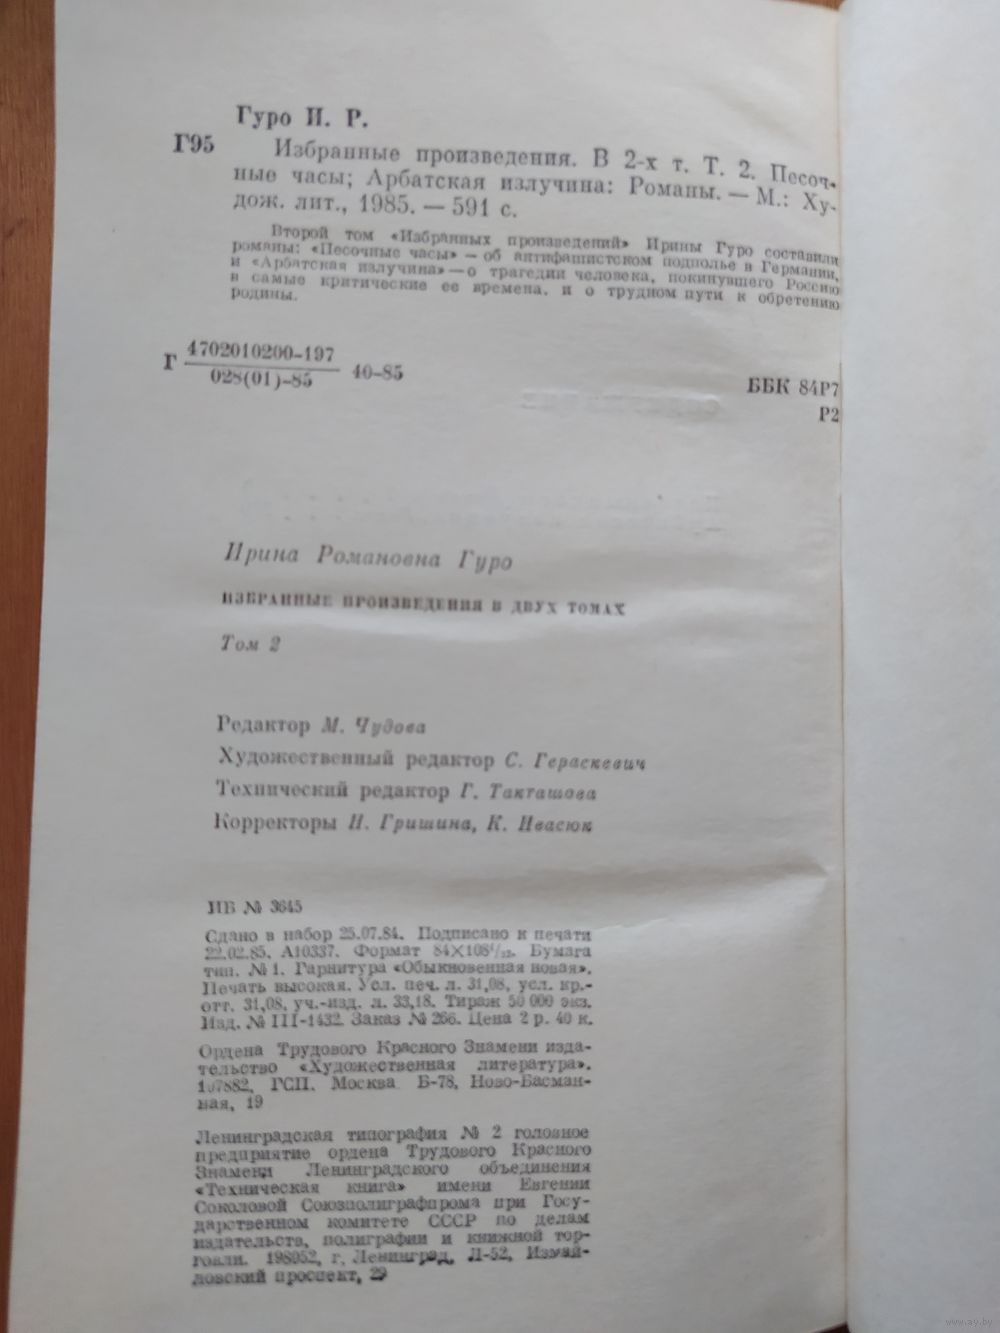 Гуро И. Р.
Г95 Избранные произведения. В 2-х т. Т. 2. Песоч-
ные часы; Арбатская излучина: Романы. — М.: Ху-
дож. лит., 1985. — 591 с.
Второй том «Избранных произведений» Ирины Гуро составили
романы: «Песочные часы» — об антифашистском подполье в Германии,
и «Арбатская излучина» — о трагедии человека, покинувшего Россию
в самые критические ее времена, и о трудном пути к обретению
родины.
Г 4702010200-197
028(01)-85 40-85
ББК 84Р7
Р2
Ирина Романовна Гуро
ИЗБРАННЫЕ ПРОИЗВЕДЕНИЯ В ДВУХ ТОМАХ
Том 2
Редактор М. Чудова
Художественный редактор С. Гераскевич
Технический редактор Г. Такташова
Корректоры Н. Гришина, К. Ивасюк
ИБ № 3645
Сдано в набор 25.07.84. Подписано к печати
22.02.85. А10337. Формат 84×108¹/₃₂. Бумага
тип. № 1. Гарнитура «Обыкновенная новая».
Печать высокая. Усл. печ. л. 31,08, усл. кр.-
отт. 31,08, уч.-изд. л. 33,18. Тираж 50 000 экз.
Изд. № III-1432. Заказ № 266. Цена 2 р. 40 к.
Ордена Трудового Красного Знамени изда-
тельство «Художественная литература».
107882, ГСП. Москва Б-78, Ново-Басман-
ная, 19
Ленинградская типография № 2 головное
предприятие ордена Трудового Красного
Знамени Ленинградского объединения
«Техническая книга» имени Евгении
Соколовой Союзполиграфпрома при Госу-
дарственном комитете СССР по делам
издательств, полиграфии и книжной тор-
говли. 198052, г. Ленинград, Л-52, Измай-
ловский проспект, 29
www.ay.by